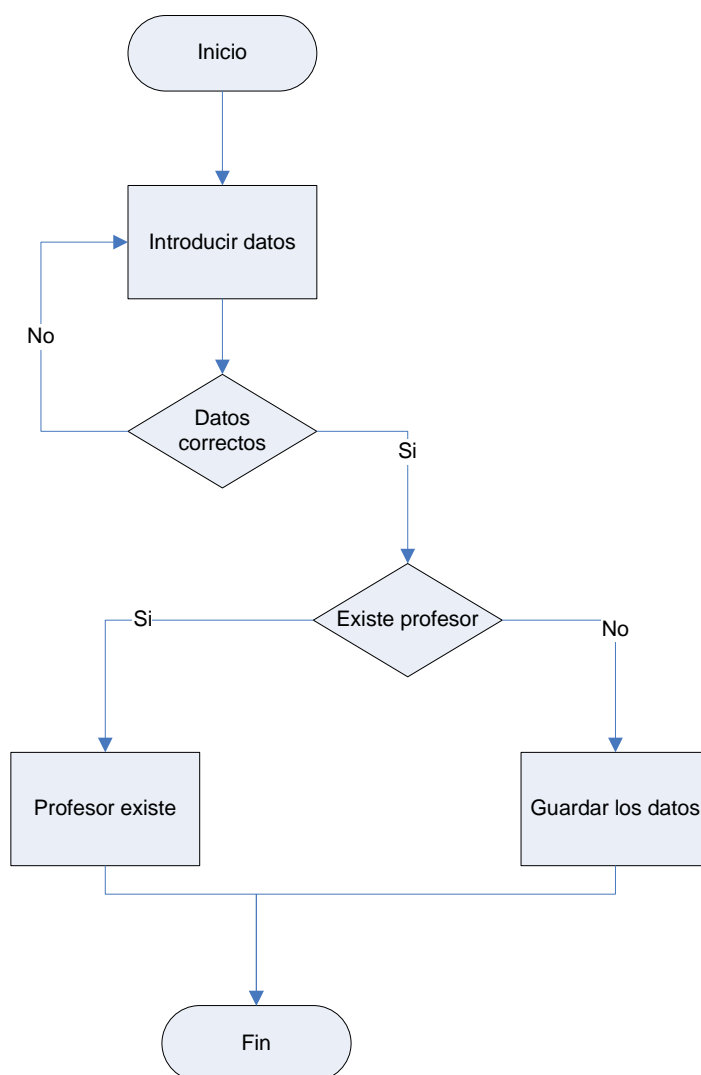 Inicio
Introducir datos
No
Datos
correctos
Si
Existe profesor
Si
No
Profesor existe
Guardar los datos
Fin